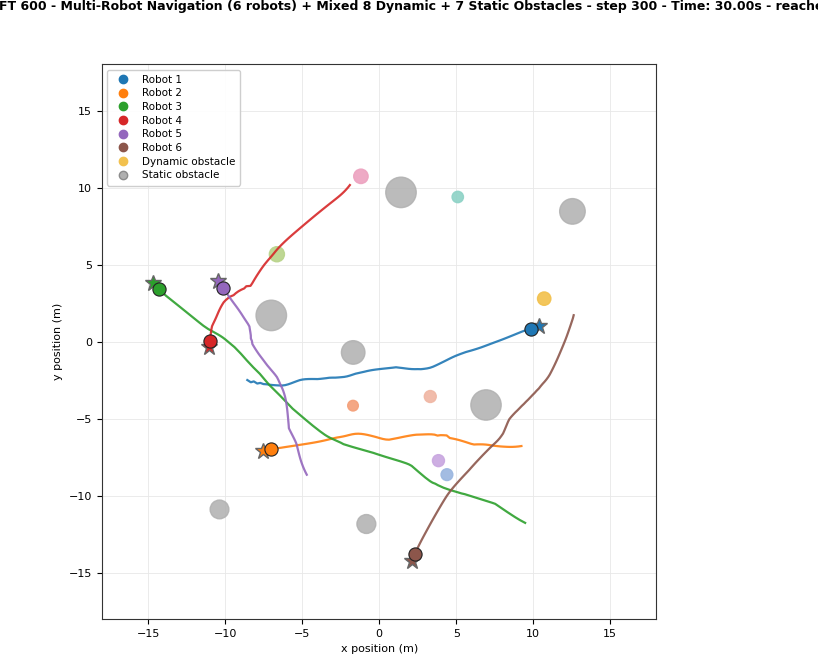 FT 600 - Multi-Robot Navigation (6 robots) + Mixed 8 Dynamic + 7 Static Obstacles - step 300 - Time: 30.00s - reache
Robot 1
Robot 2
Robot 3
Robot 4
Robot 5
Robot 6
Dynamic obstacle
Static obstacle
15
10
5
0
−5
−10
−15
y position (m)
−15 −10 −5 0 5 10 15
x position (m)